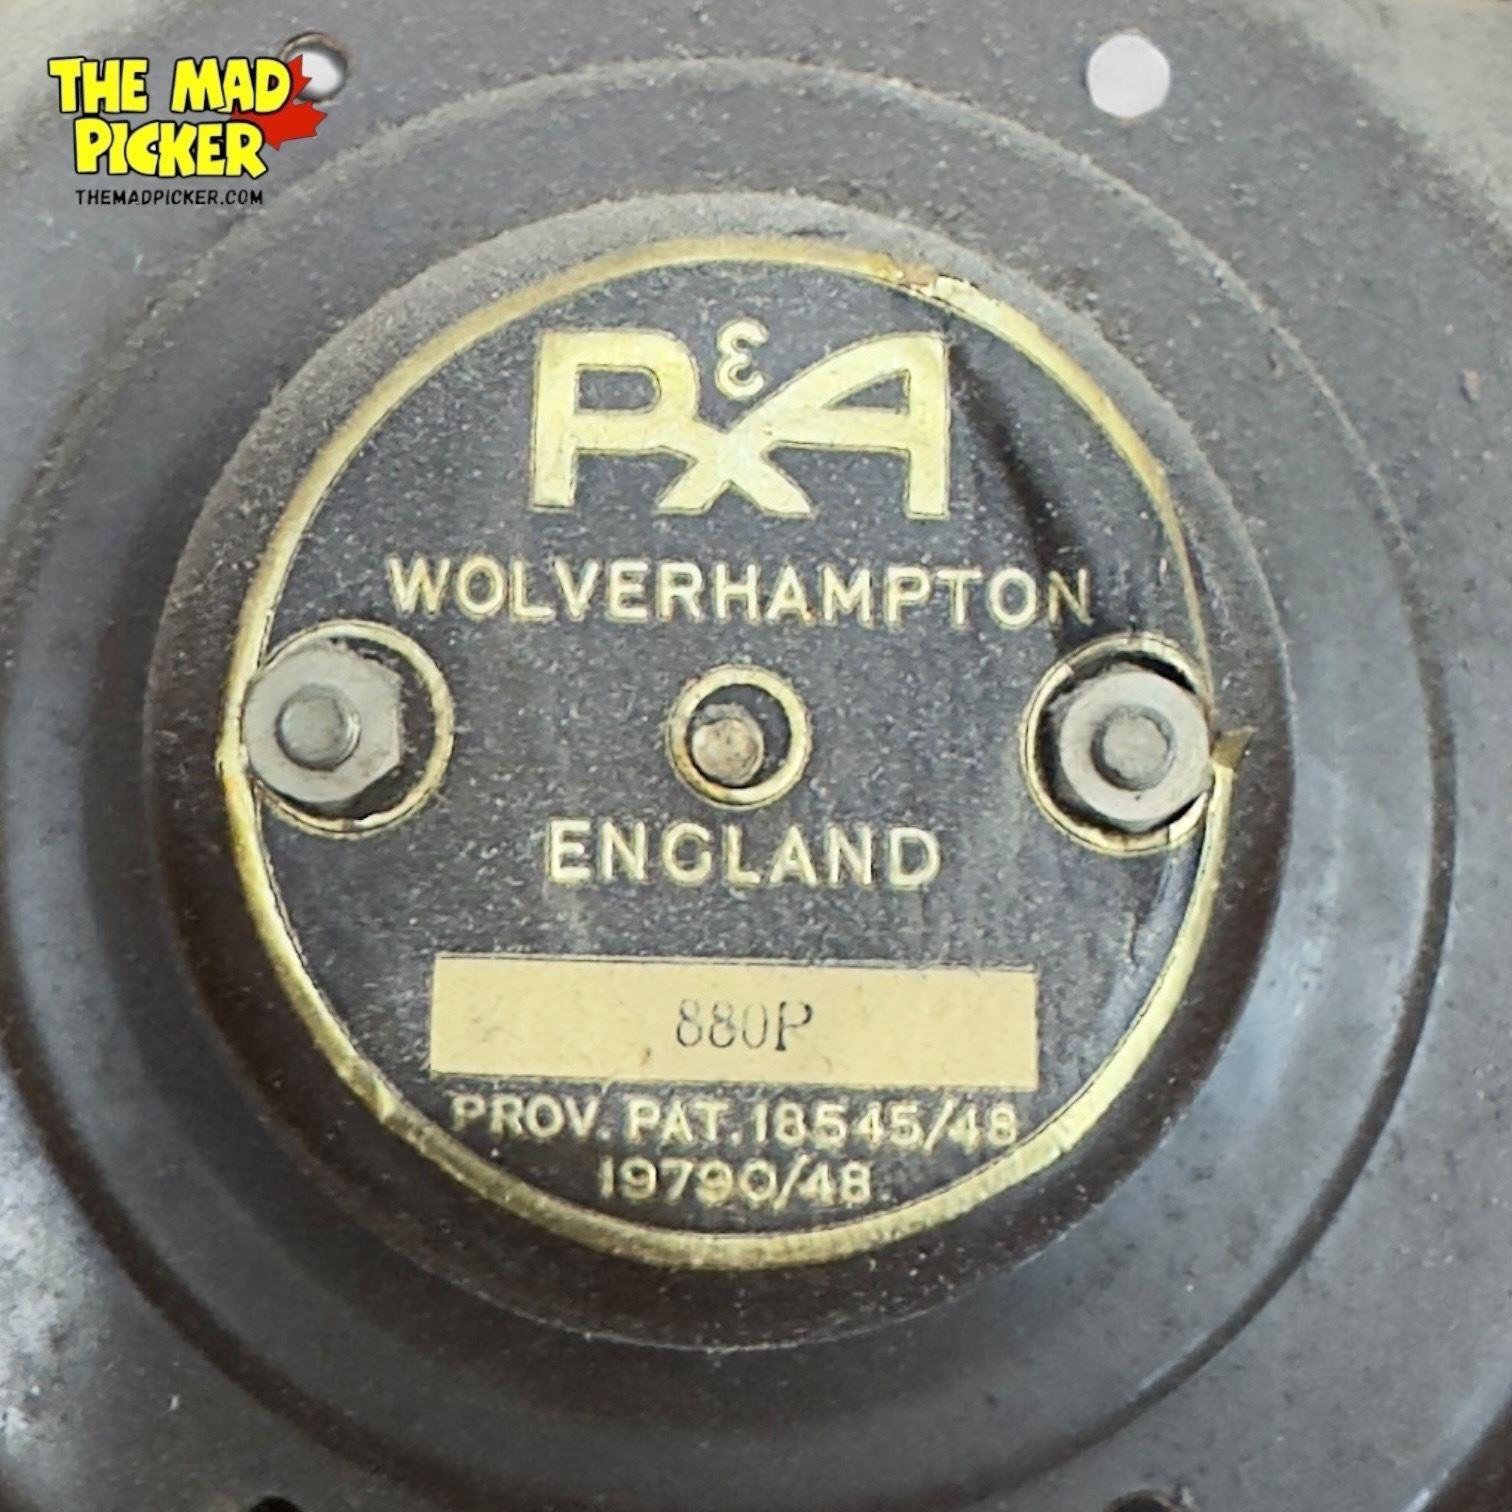 THE MAD
PICKER
THEMADPICKER.COM
R&A
WOLVERHAMPTON
ENGLAND
880P
PROV. PAT. 18545/48
19790/48